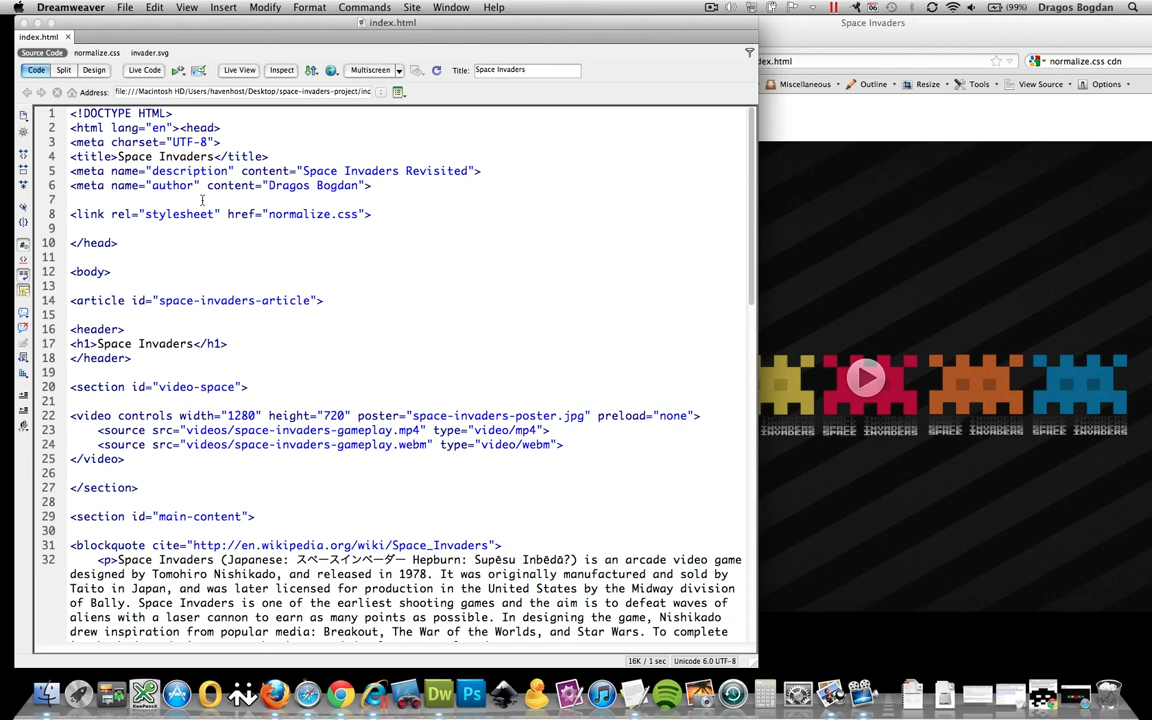 Dreamweaver File Edit View Insert Modify Format Commands Site Window Help (99%) Dragos Bogdan
index.html
Space Invaders
index.html
Source Code normalize.css invader.svg
dex.html
normalize.css cdn
Code Split Design Live Code Live View Inspect Multiscreen Title: Space Invaders
Miscellaneous Outline Resize Tools View Source Options
Address: file:///Macintosh HD/Users/havenhost/Desktop/space-invaders-project/inc
1 <!DOCTYPE HTML>
2 <html lang="en"><head>
3 <meta charset="UTF-8">
4 <title>Space Invaders</title>
5 <meta name="description" content="Space Invaders Revisited">
6 <meta name="author" content="Dragos Bogdan">
7
8 <link rel="stylesheet" href="normalize.css">
9
10 </head>
11
12 <body>
13
14 <article id="space-invaders-article">
15
16 <header>
17 <h1>Space Invaders</h1>
18 </header>
19
20 <section id="video-space">
21
22 <video controls width="1280" height="720" poster="space-invaders-poster.jpg" preload="none">
23 <source src="videos/space-invaders-gameplay.mp4" type="video/mp4">
24 <source src="videos/space-invaders-gameplay.webm" type="video/webm">
25 </video>
26
27 </section>
28
29 <section id="main-content">
30
31 <blockquote cite="http://en.wikipedia.org/wiki/Space_Invaders">
32 <p>Space Invaders (Japanese: スペースインベーダー Hepburn: Supēsu Inbēdā?) is an arcade video game
designed by Tomohiro Nishikado, and released in 1978. It was originally manufactured and sold by
Taito in Japan, and was later licensed for production in the United States by the Midway division
of Bally. Space Invaders is one of the earliest shooting games and the aim is to defeat waves of
aliens with a laser cannon to earn as many points as possible. In designing the game, Nishikado
drew inspiration from popular media: Breakout, The War of the Worlds, and Star Wars. To complete
INVADERS SPACE INVADERS SPACE INVADERS SPACE INVADERS
16K / 1 sec Unicode 6.0 UTF-8
Dw Ps